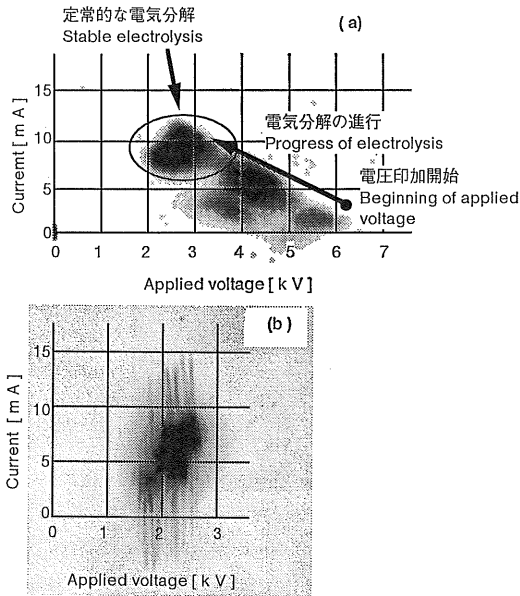 定常的な電気分解
Stable electrolysis
(a)
15
10
5
0
Curremt [ m A ]
電気分解の進行
Progress of electrolysis
電圧印加開始
Beginning of applied
voltage
0 1 2 3 4 5 6 7
Applied voltage [ k V ]
(b)
15
10
5
0
Current [ m A ]
0 1 2 3
Applied voltage [ k V ]